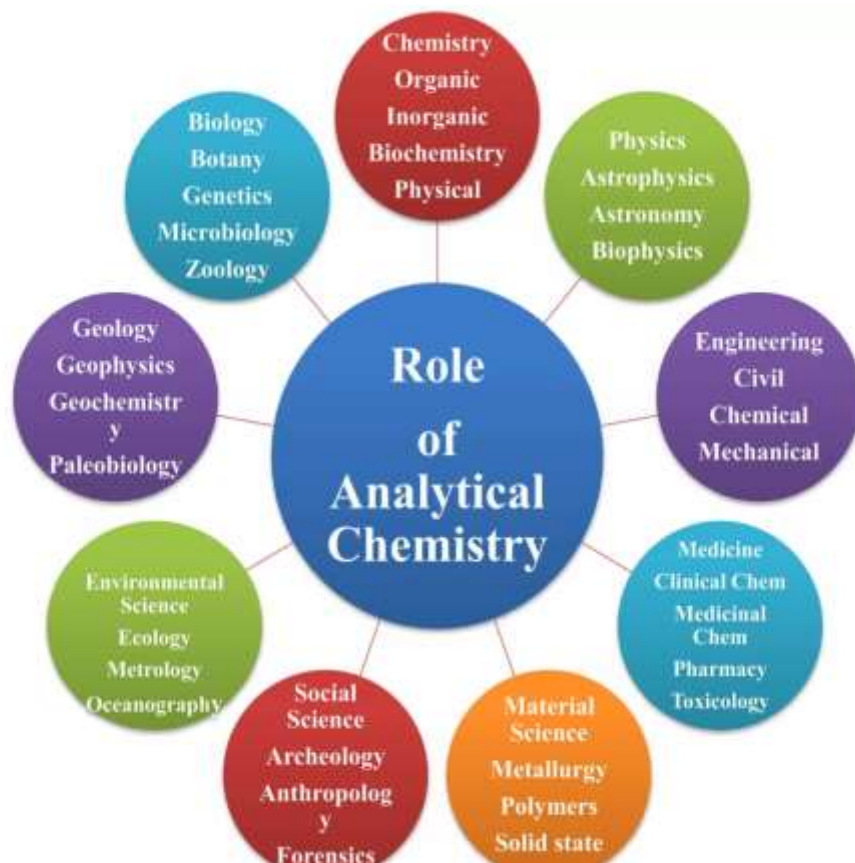 Role
of
Analytical
Chemistry
Chemistry
Organic
Inorganic
Biochemistry
Physical
Physics
Astrophysics
Astronomy
Biophysics
Engineering
Civil
Chemical
Mechanical
Medicine
Clinical Chem
Medicinal
Chem
Pharmacy
Toxicology
Material
Science
Metallurgy
Polymers
Solid state
Social
Science
Archeology
Anthropolog
y
Forensics
Environmental
Science
Ecology
Metrology
Oceanography
Geology
Geophysics
Geochemistr
y
Paleobiology
Biology
Botany
Genetics
Microbiology
Zoology